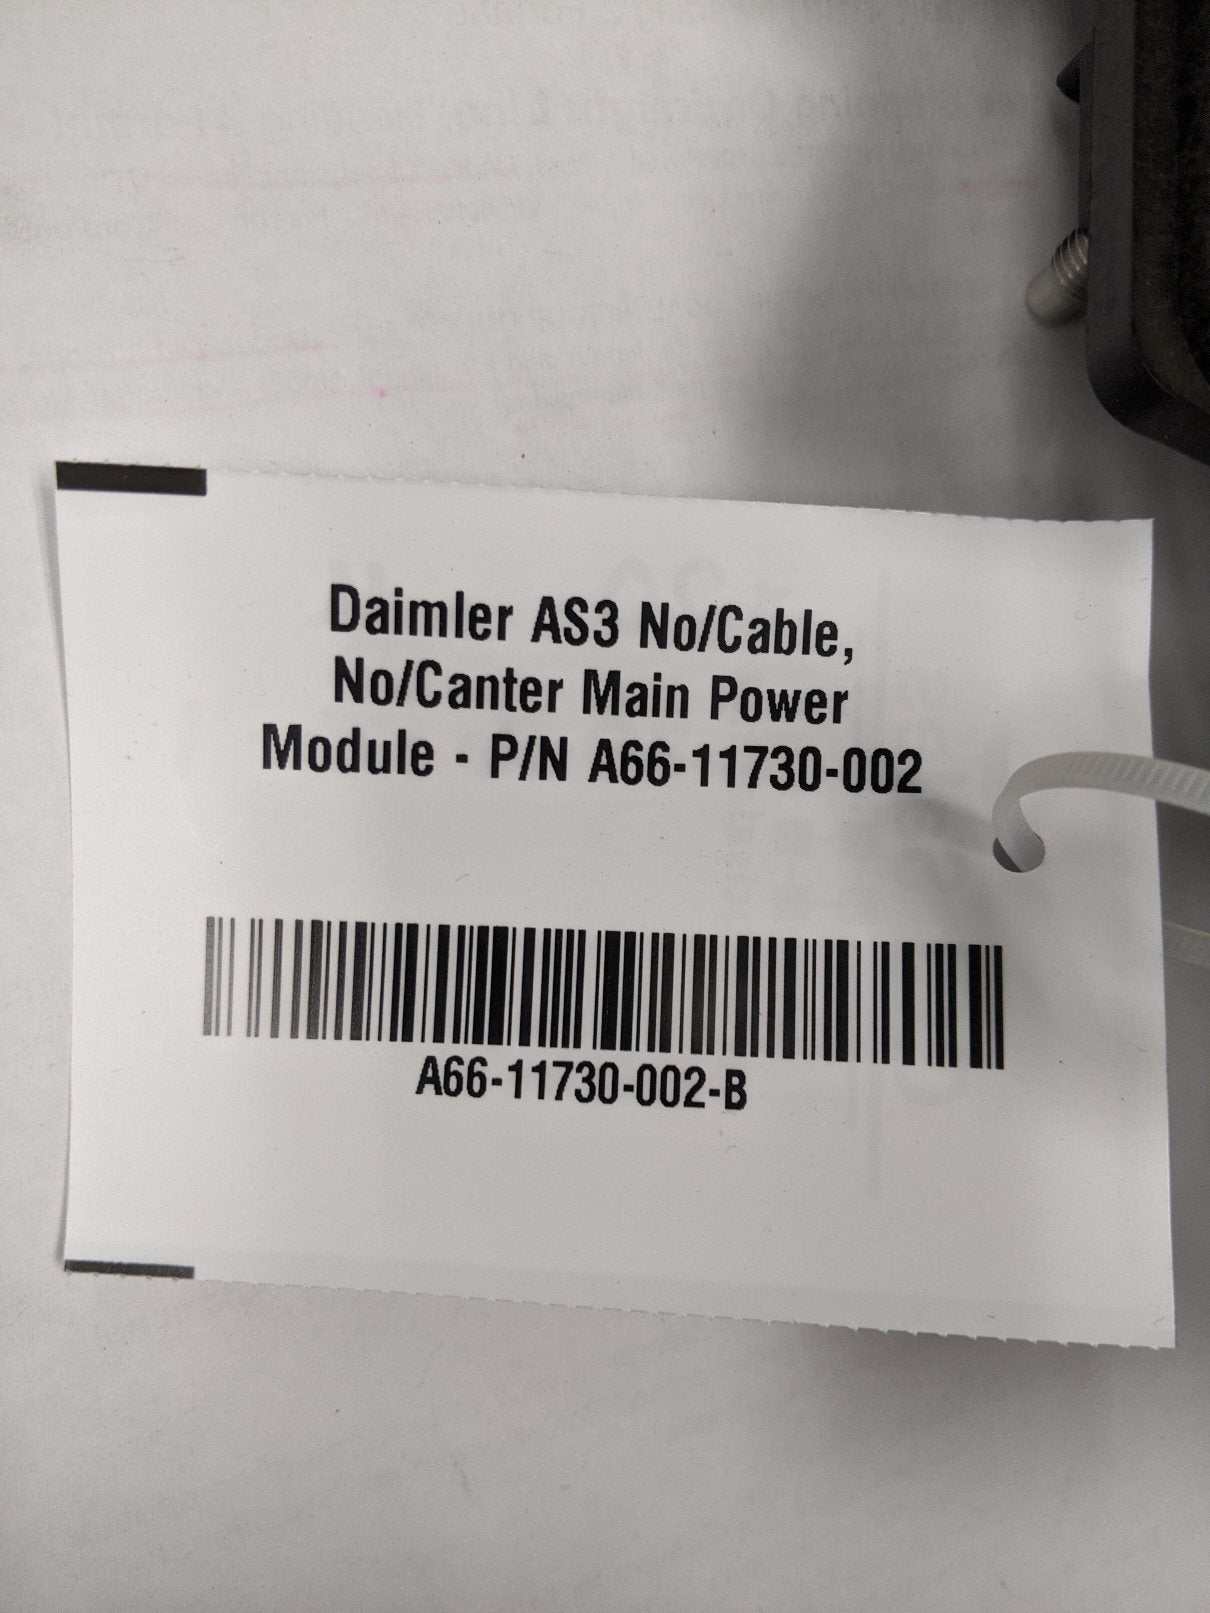 Daimler AS3 No/Cable,
No/Canter Main Power
Module - P/N A66-11730-002
A66-11730-002-B